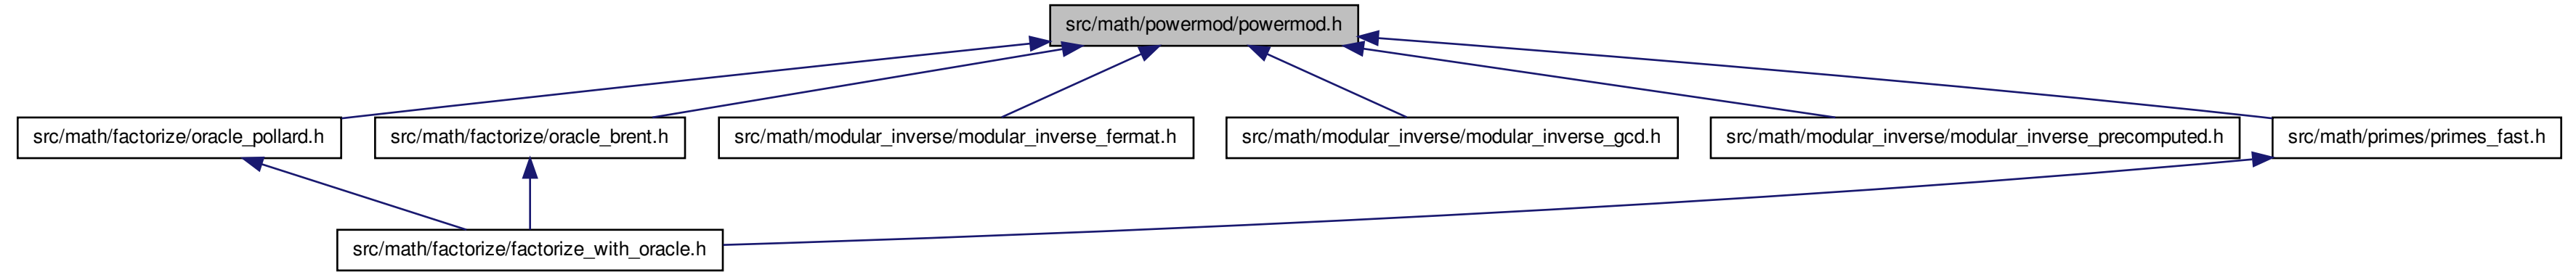 src/math/powermod/powermod.h
src/math/factorize/oracle_pollard.h
src/math/factorize/oracle_brent.h
src/math/modular_inverse/modular_inverse_fermat.h
src/math/modular_inverse/modular_inverse_gcd.h
src/math/modular_inverse/modular_inverse_precomputed.h
src/math/primes/primes_fast.h
src/math/factorize/factorize_with_oracle.h